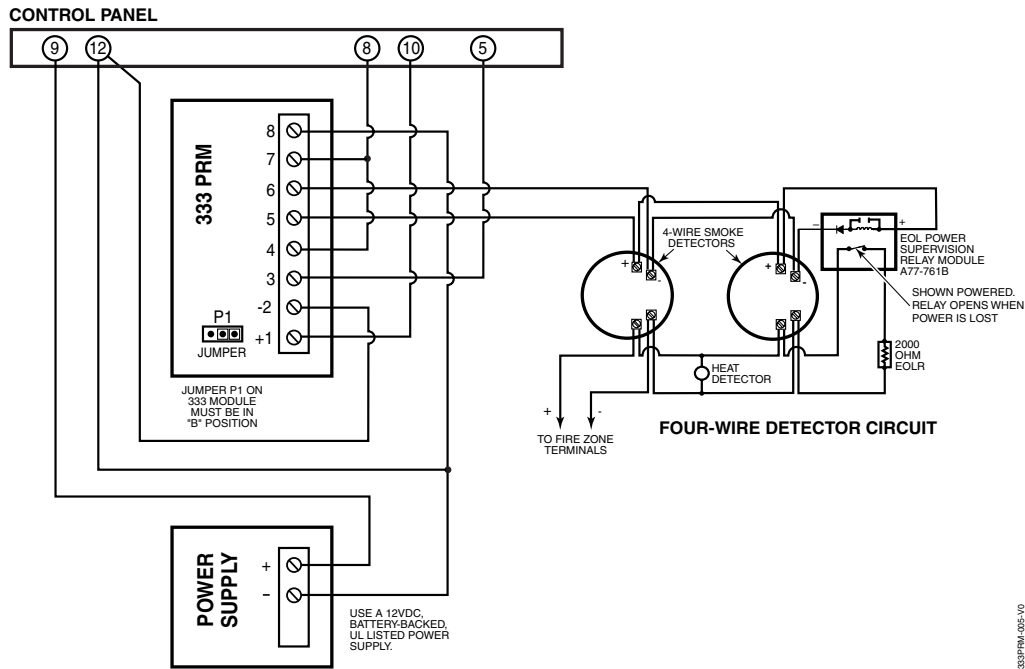 CONTROL PANEL
9
12
8
10
5
333 PRM
8
7
6
5
4
3
-2
+1
P1
JUMPER
JUMPER P1 ON
333 MODULE
MUST BE IN
"B" POSITION
4-WIRE SMOKE
DETECTORS
+
-
+
-
–
+
EOL POWER
SUPERVISION
RELAY MODULE
A77-761B
SHOWN POWERED.
RELAY OPENS WHEN
POWER IS LOST
2000
OHM
EOLR
HEAT
DETECTOR
+
-
TO FIRE ZONE
TERMINALS
FOUR-WIRE DETECTOR CIRCUIT
POWER
SUPPLY
+
–
USE A 12VDC,
BATTERY-BACKED,
UL LISTED POWER
SUPPLY.
333PRM-005-V0